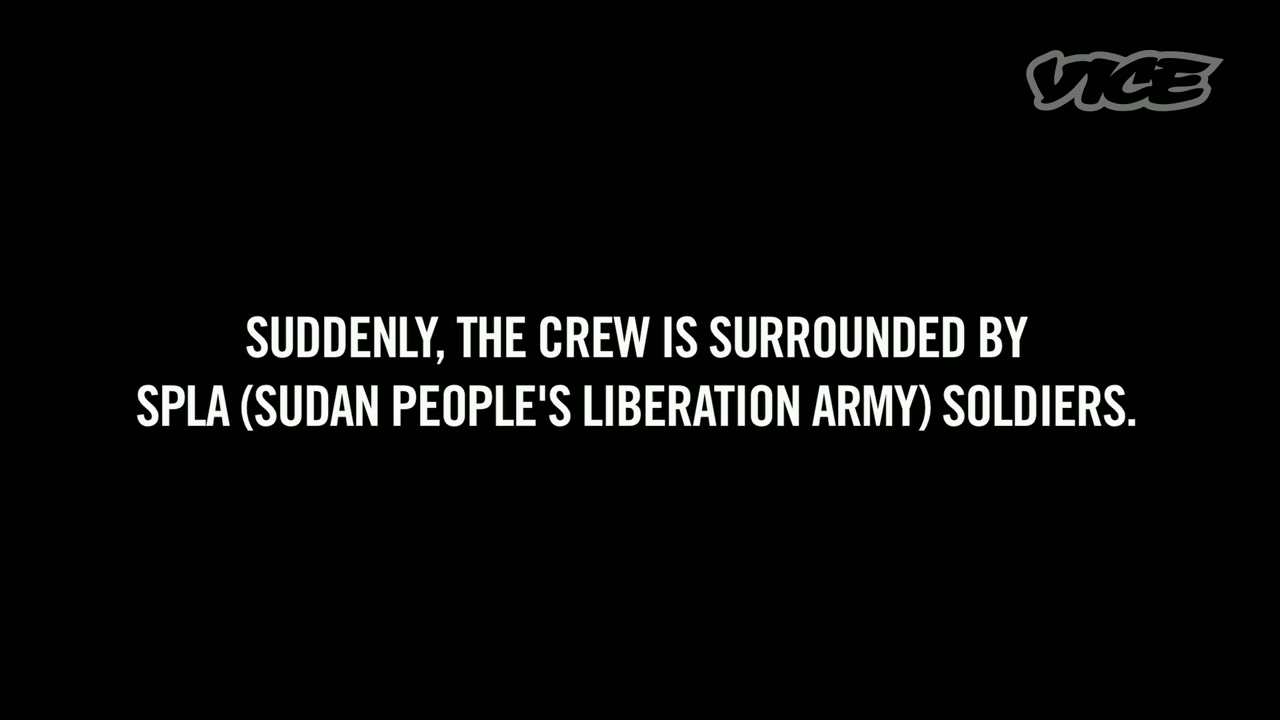 VICE
SUDDENLY, THE CREW IS SURROUNDED BY
SPLA (SUDAN PEOPLE'S LIBERATION ARMY) SOLDIERS.